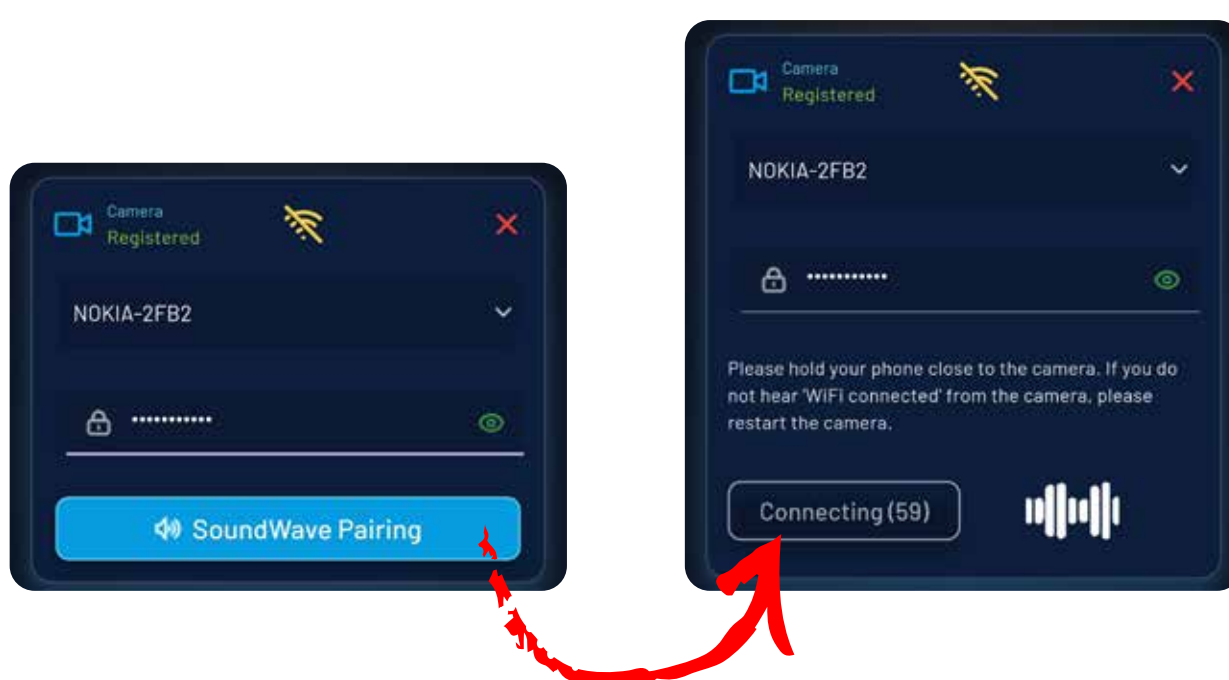 Camera
Registered
NOKIA-2FB2
•••••••••••
SoundWave Pairing
Camera
Registered
NOKIA-2FB2
•••••••••••
Please hold your phone close to the camera. If you do
not hear 'WiFi connected' from the camera, please
restart the camera.
Connecting (59)